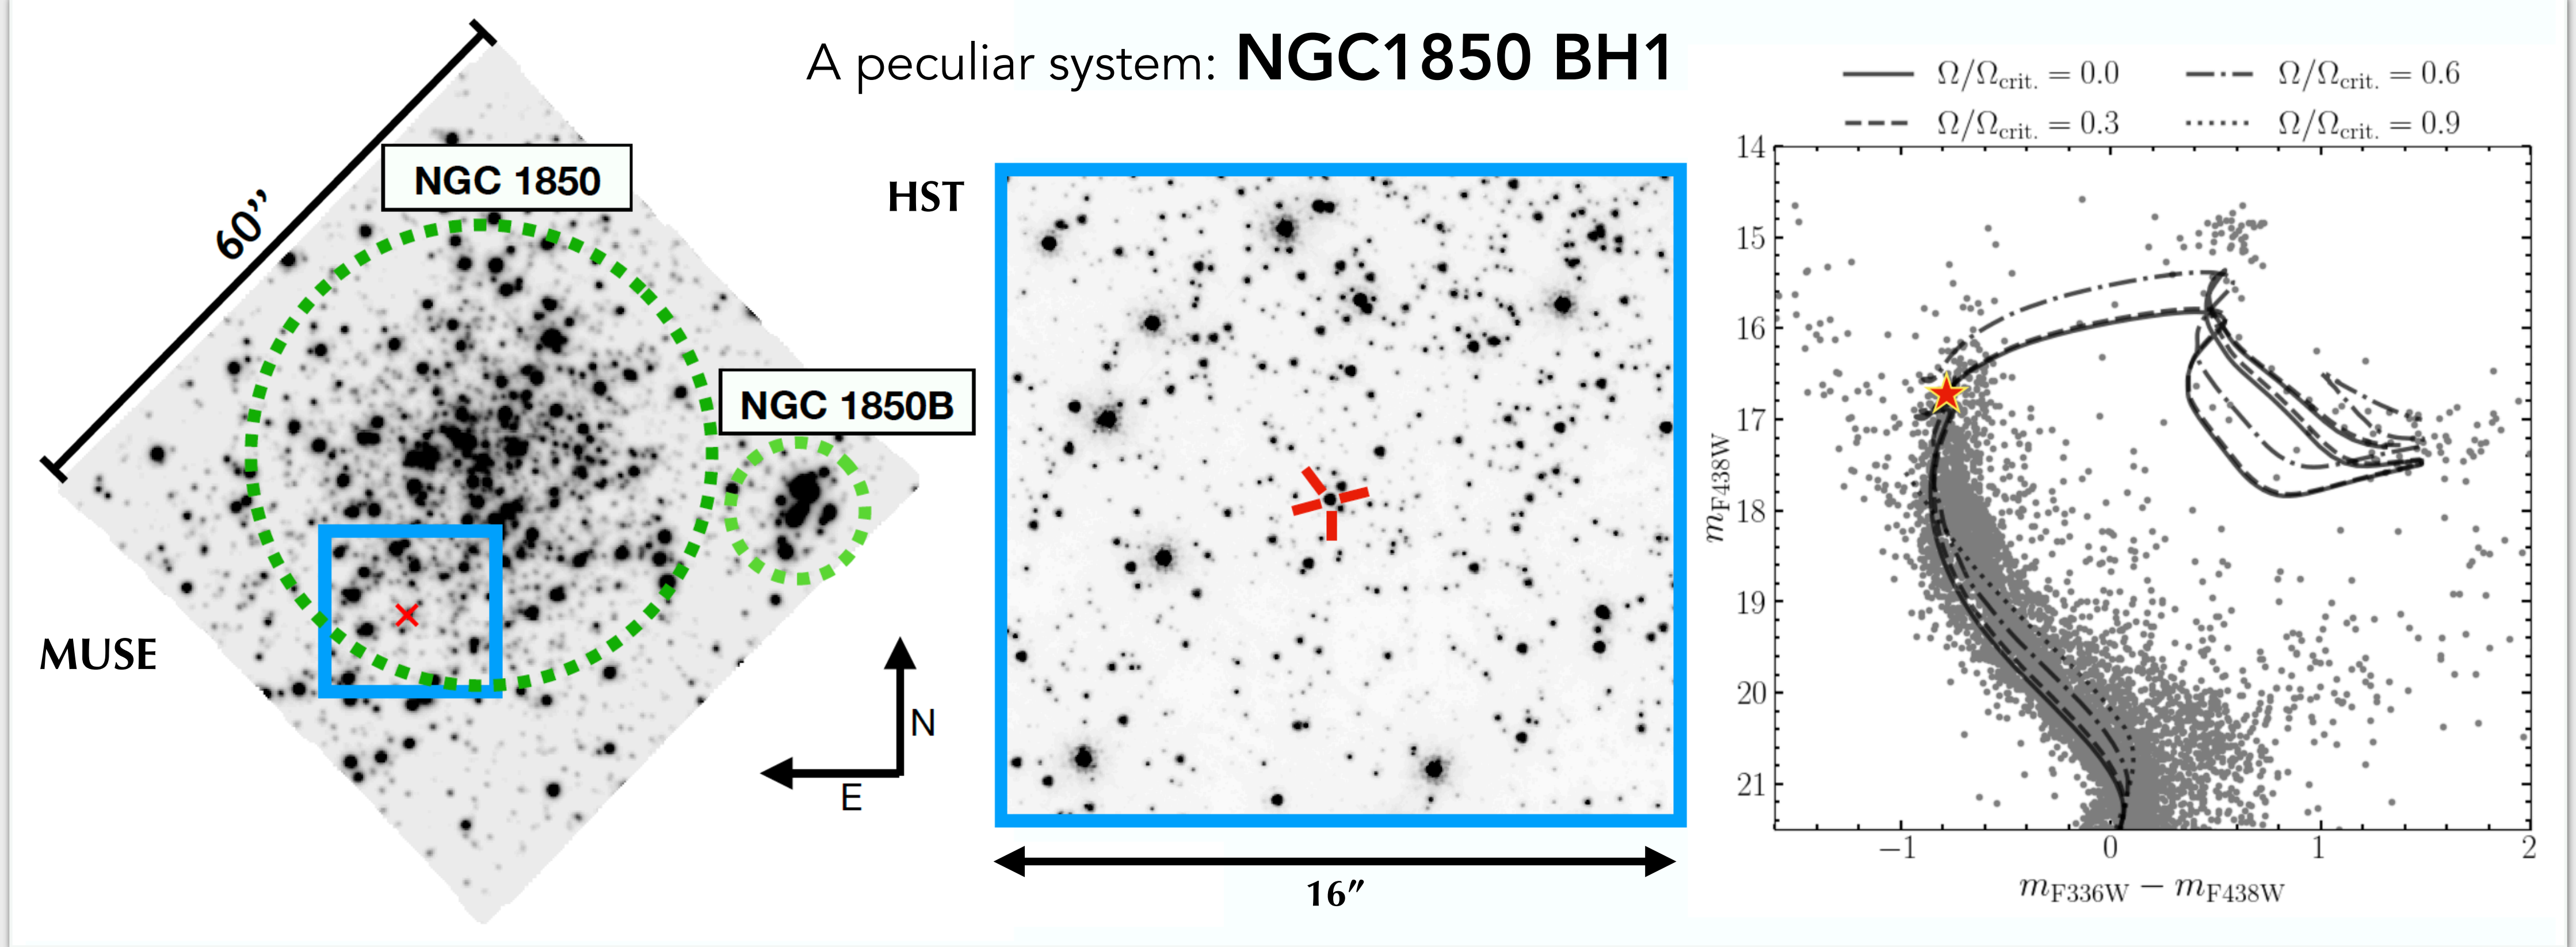 A peculiar system: NGC1850 BH1
60”
NGC 1850
NGC 1850B
MUSE
N
E
HST
16”
Ω/Ωcrit. = 0.0
Ω/Ωcrit. = 0.6
Ω/Ωcrit. = 0.3
Ω/Ωcrit. = 0.9
14
15
16
17
18
19
20
21
mF438W
−1
0
1
2
mF336W − mF438W